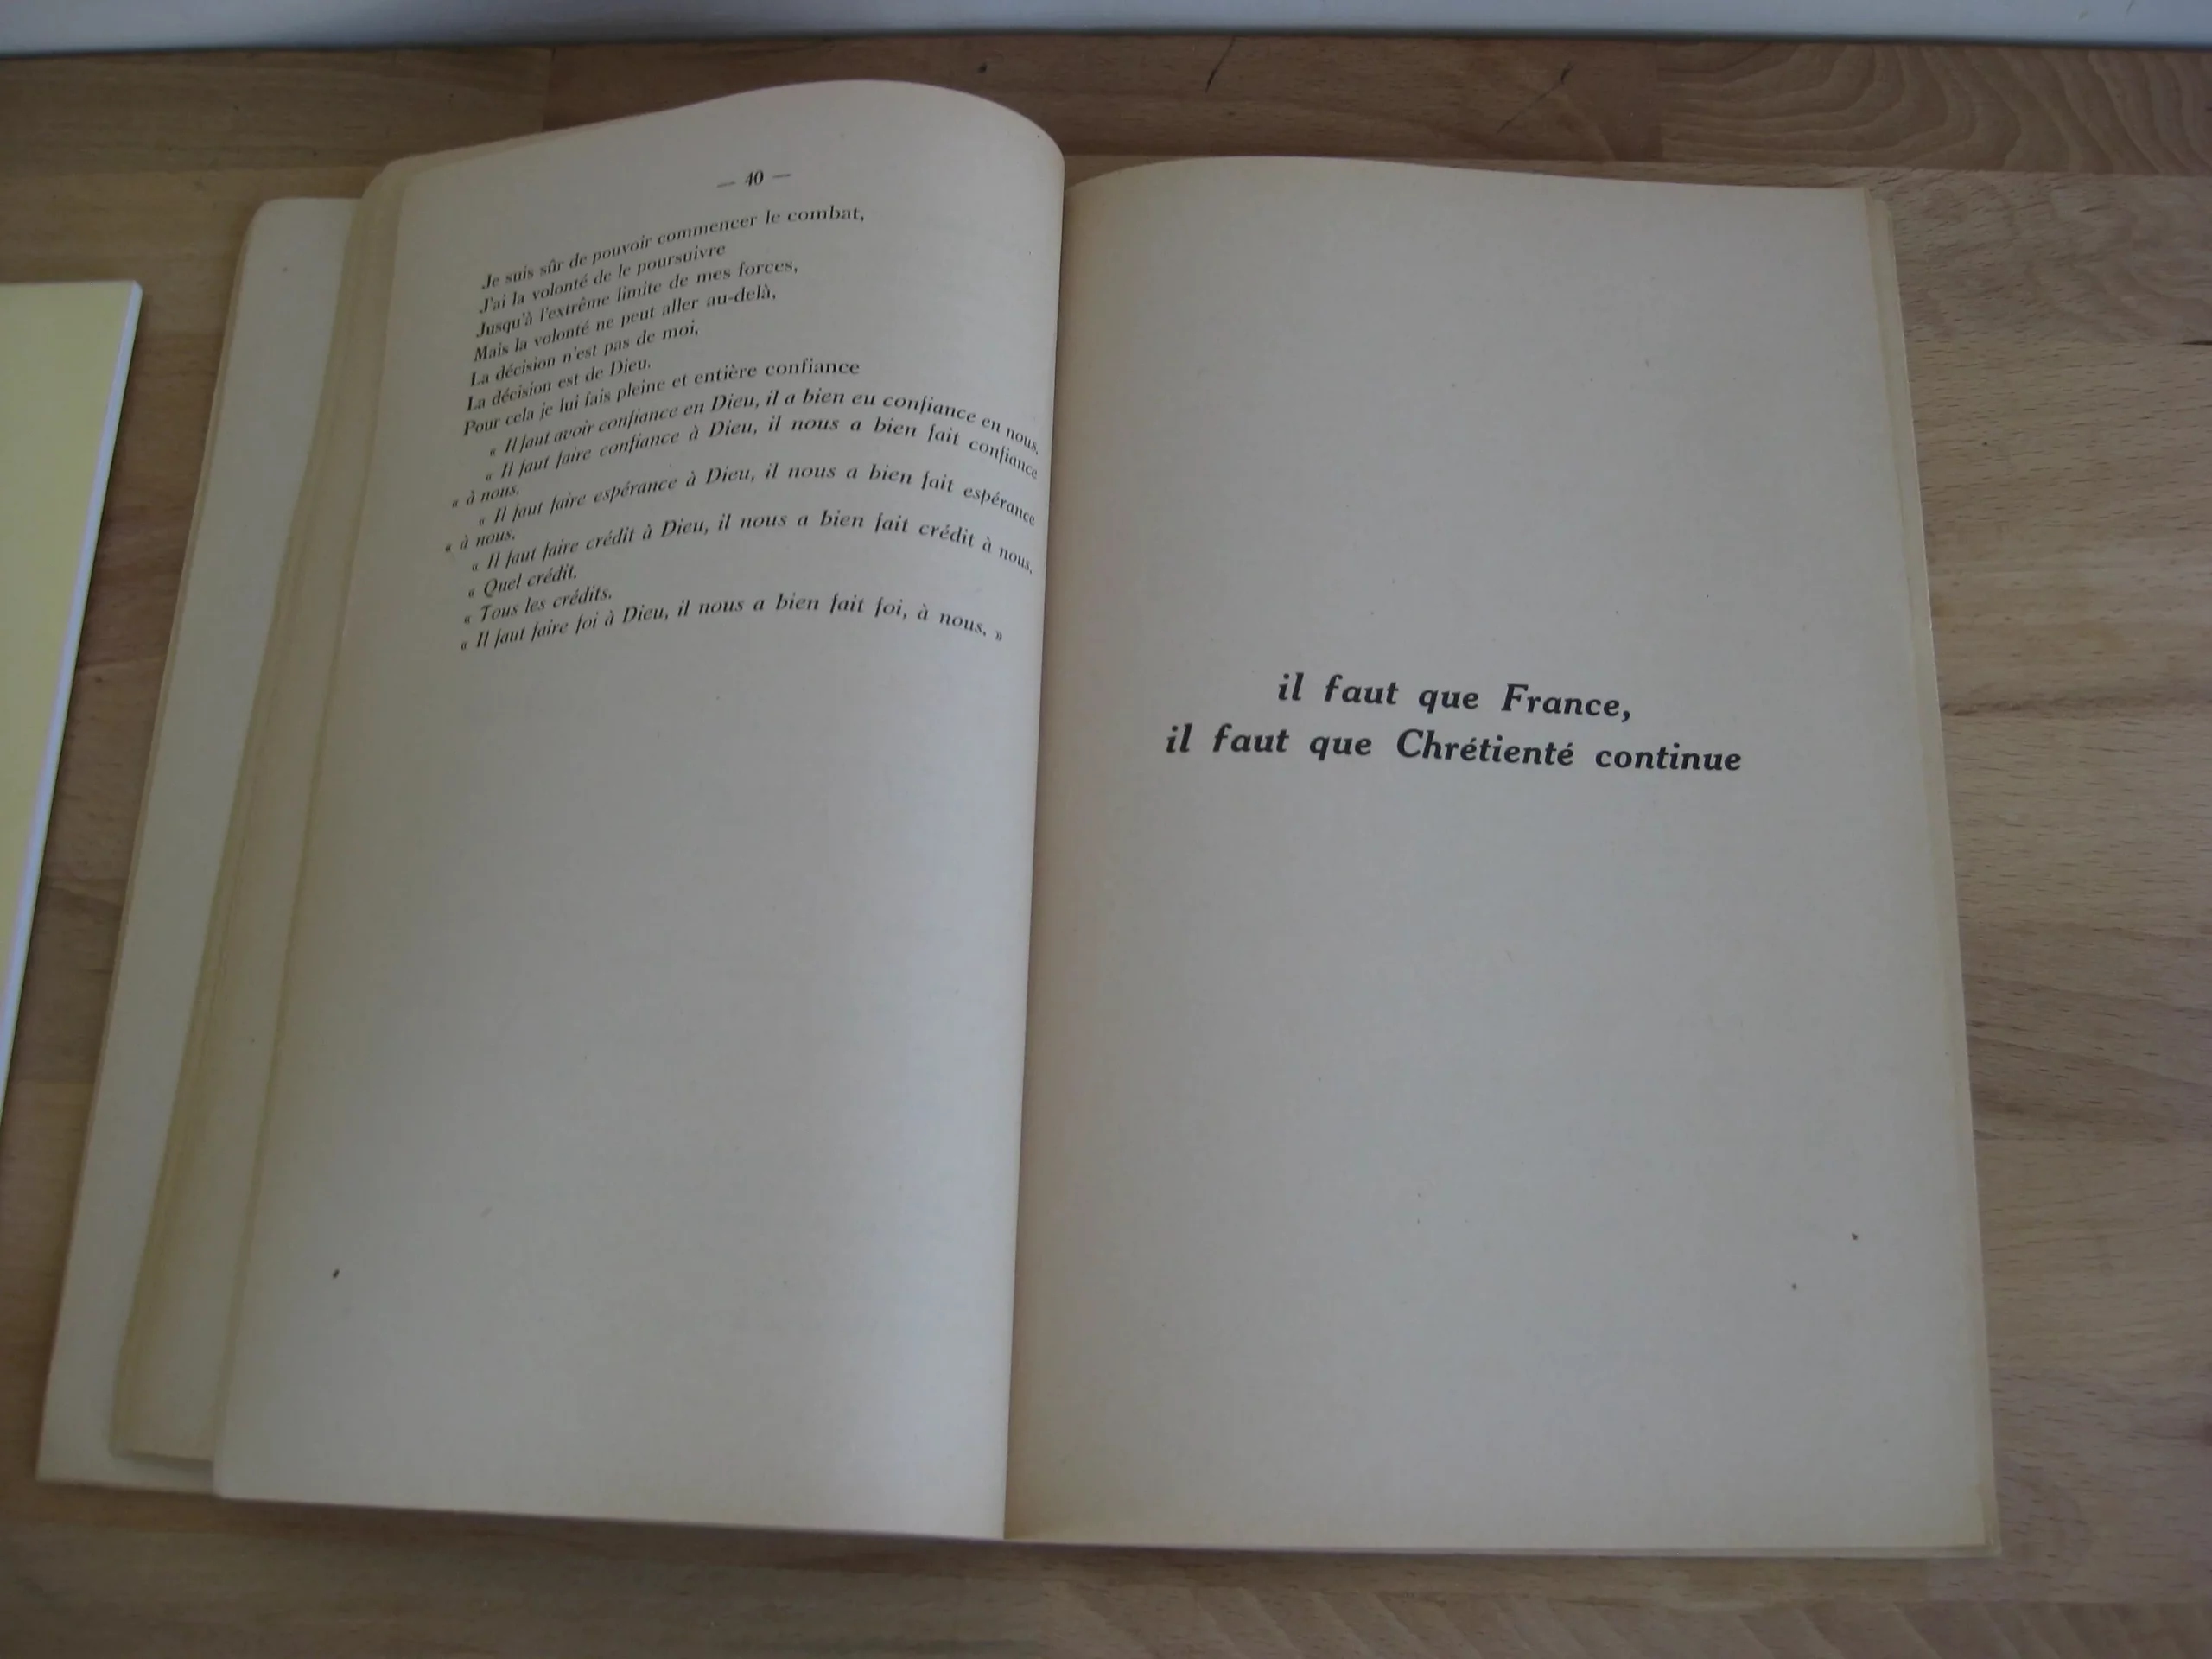 — 40 —
Je suis sûr de pouvoir commencer le combat,
J'ai la volonté de le poursuivre
Jusqu'à l'extrême limite de mes forces,
Mais la volonté ne peut aller au-delà,
La décision n'est pas de moi,
La décision est de Dieu.
Pour cela je lui fais pleine et entière confiance
« Il faut avoir confiance en Dieu, il a bien eu confiance en nous.
« Il faut faire confiance à Dieu, il nous a bien fait confiance
« à nous.
« Il faut faire espérance à Dieu, il nous a bien fait espérance
« à nous.
« Il faut faire crédit à Dieu, il nous a bien fait crédit à nous.
« Quel crédit.
« Tous les crédits.
« Il faut faire foi à Dieu, il nous a bien fait foi, à nous. »
il faut que France,
il faut que Chrétienté continue